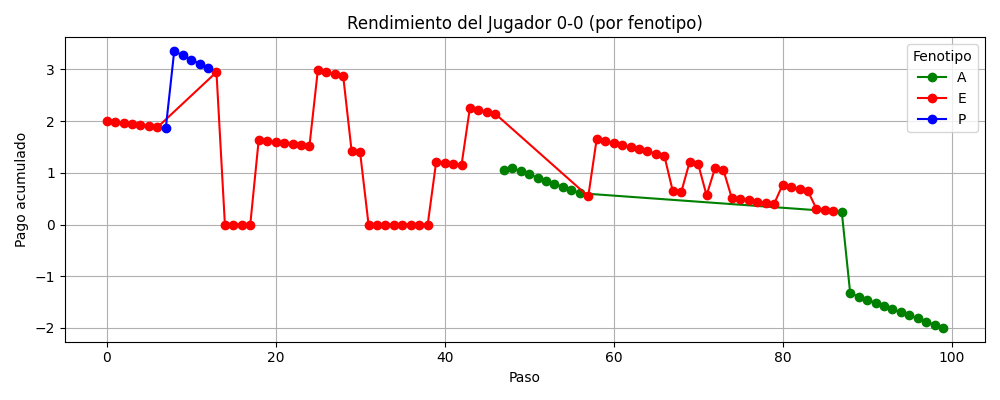 Rendimiento del Jugador 0-0 (por fenotipo)
Pago acumulado
3
2
1
0
−1
−2
0
20
40
60
80
100
Paso
Fenotipo
A
E
P